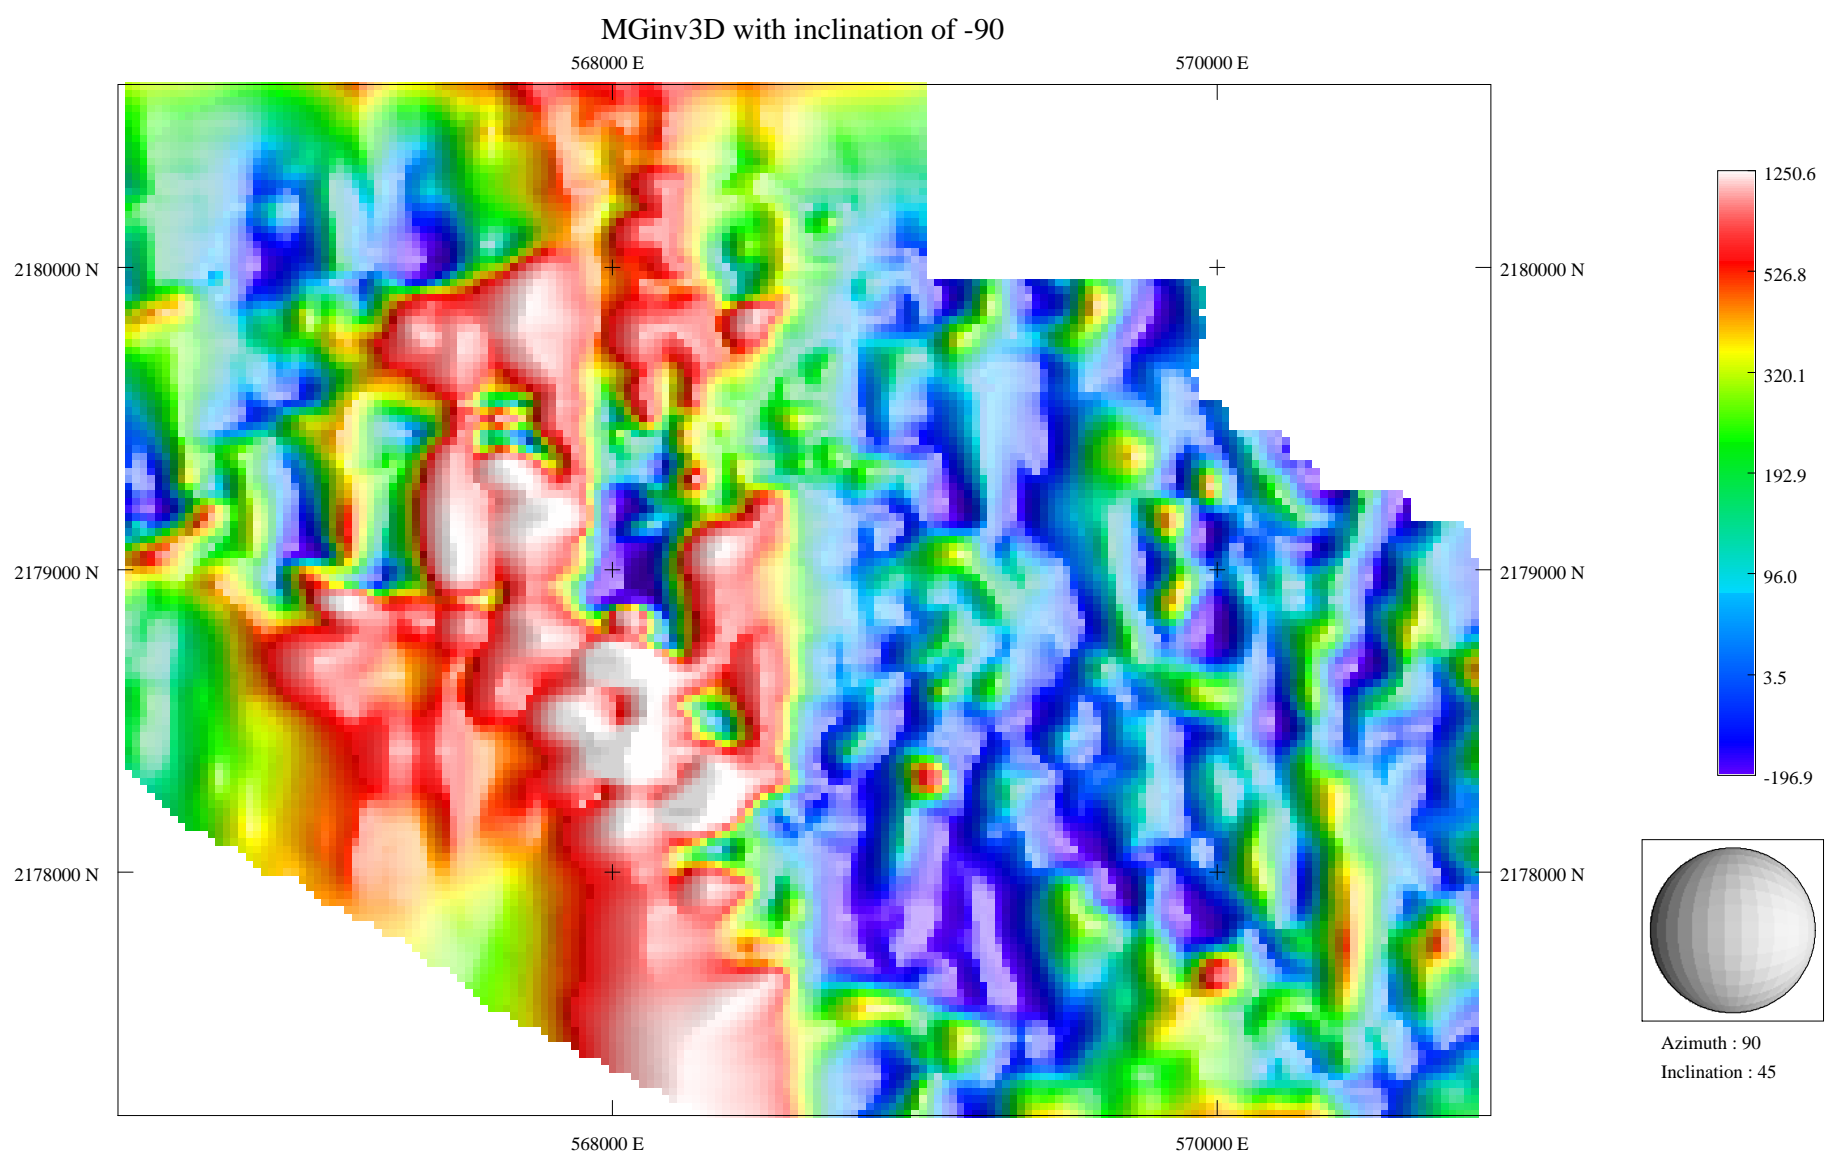 MGinv3D with inclination of -90
568000 E
570000 E
2180000 N
2180000 N
2179000 N
2179000 N
2178000 N
2178000 N
568000 E
570000 E
1250.6
526.8
320.1
192.9
96.0
3.5
-196.9
Azimuth : 90
Inclination : 45